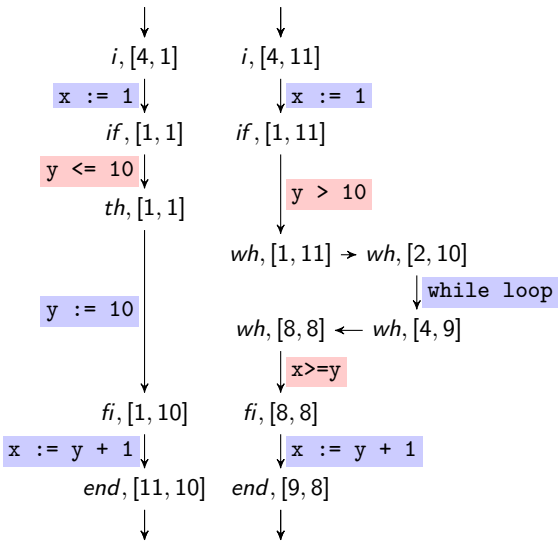 i, [4, 1] i, [4, 11]
x := 1 x := 1
if, [1, 1] if, [1, 11]
y <= 10
y > 10
th, [1, 1]
wh, [1, 11] wh, [2, 10]
while loop
y := 10
wh, [8, 8] wh, [4, 9]
x>=y
fi, [1, 10] fi, [8, 8]
x := y + 1 x := y + 1
end, [11, 10] end, [9, 8]